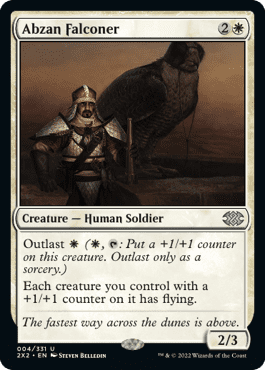 Abzan Falconer 2
Creature — Human Soldier
Outlast (, : Put a +1/+1 counter
on this creature. Outlast only as a
sorcery.)
Each creature you control with a
+1/+1 counter on it has flying.
The fastest way across the dunes is above.
2/3
004/331 U
2X2 • EN STEVEN BELLEDIN
™ & © 2022 Wizards of the Coast